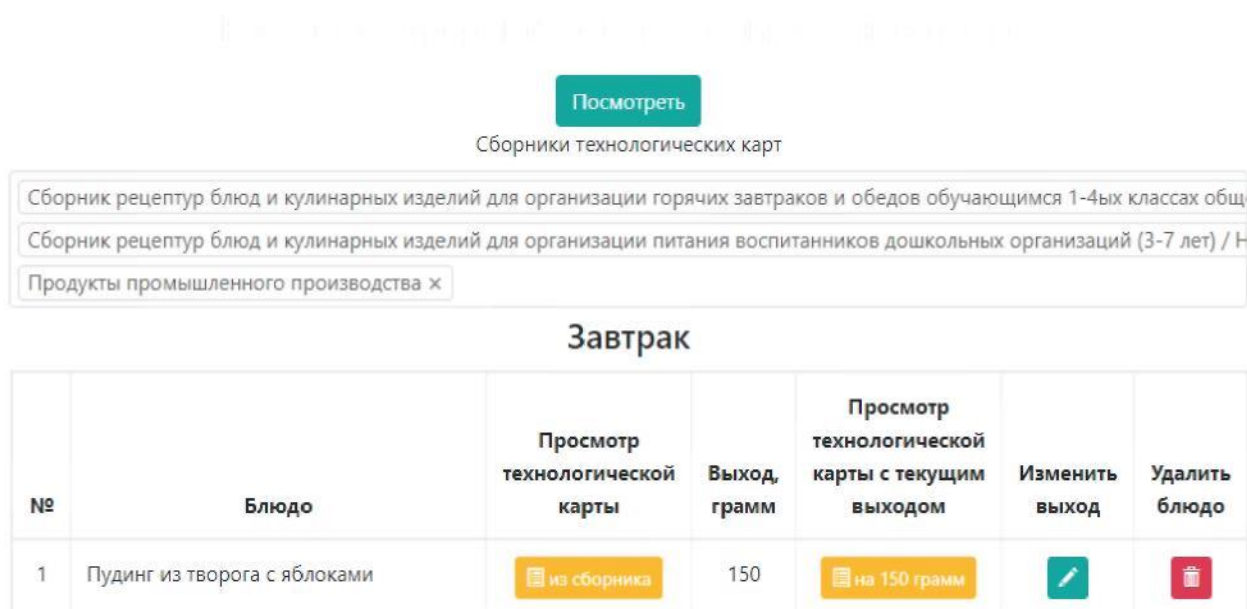 Посмотреть
Сборники технологических карт
Сборник рецептур блюд и кулинарных изделий для организации горячих завтраков и обедов обучающимся 1-4ых классах общ
Сборник рецептур блюд и кулинарных изделий для организации питания воспитанников дошкольных организаций (3-7 лет) / Н
Продукты промышленного производства ×
Завтрак
№
Блюдо
Просмотр
технологической
карты
Выход,
грамм
Просмотр
технологической
карты с текущим
выходом
Изменить
выход
Удалить
блюдо
1
Пудинг из творога с яблоками
из сборника
150
на 150 грамм